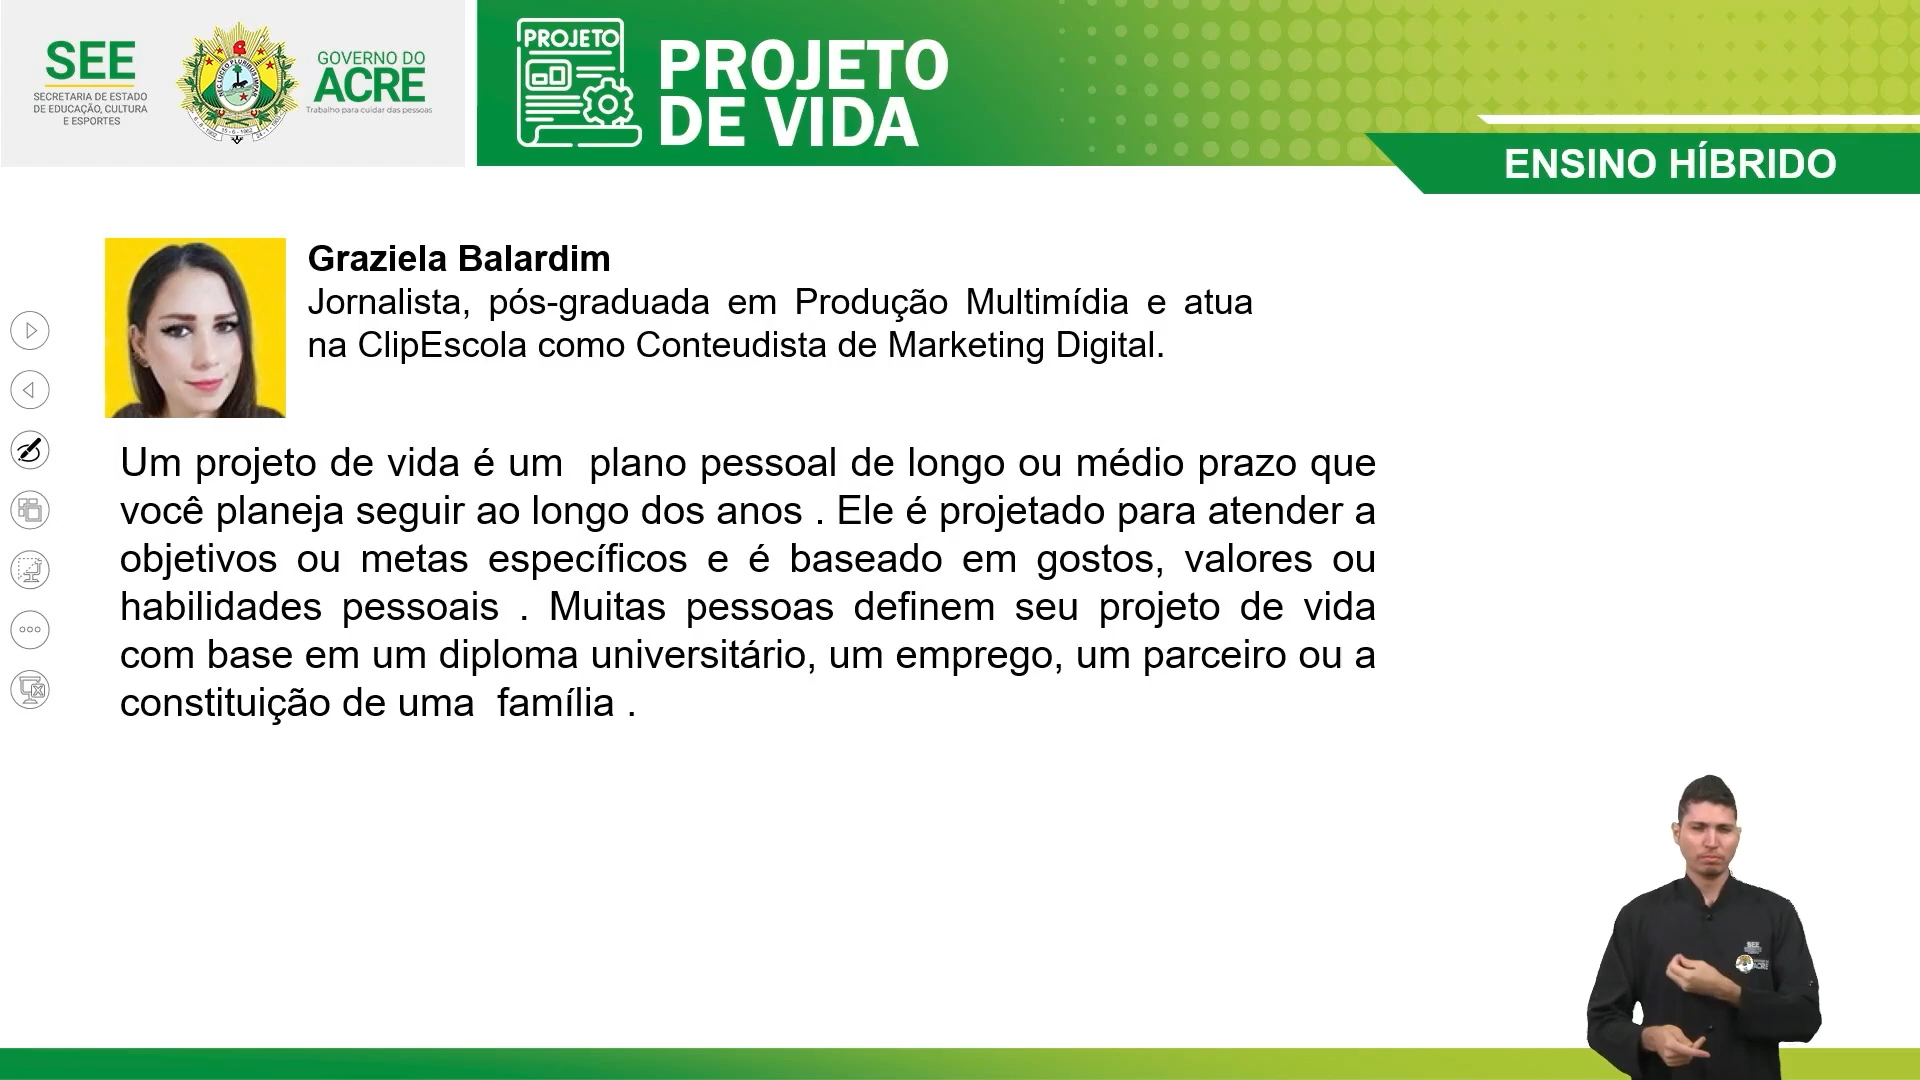 SEE
SECRETARIA DE ESTADO
DE EDUCAÇÃO, CULTURA
E ESPORTES
GOVERNO DO
ACRE
Trabalho para cuidar das pessoas
PROJETO
PROJETO
DE VIDA
ENSINO HÍBRIDO
Graziela Balardim
Jornalista, pós-graduada em Produção Multimídia e atua
na ClipEscola como Conteudista de Marketing Digital.
Um projeto de vida é um  plano pessoal de longo ou médio prazo que
você planeja seguir ao longo dos anos . Ele é projetado para atender a
objetivos ou metas específicos e é baseado em gostos, valores ou
habilidades pessoais . Muitas pessoas definem seu projeto de vida
com base em um diploma universitário, um emprego, um parceiro ou a
constituição de uma  família .
SEE
ACRE